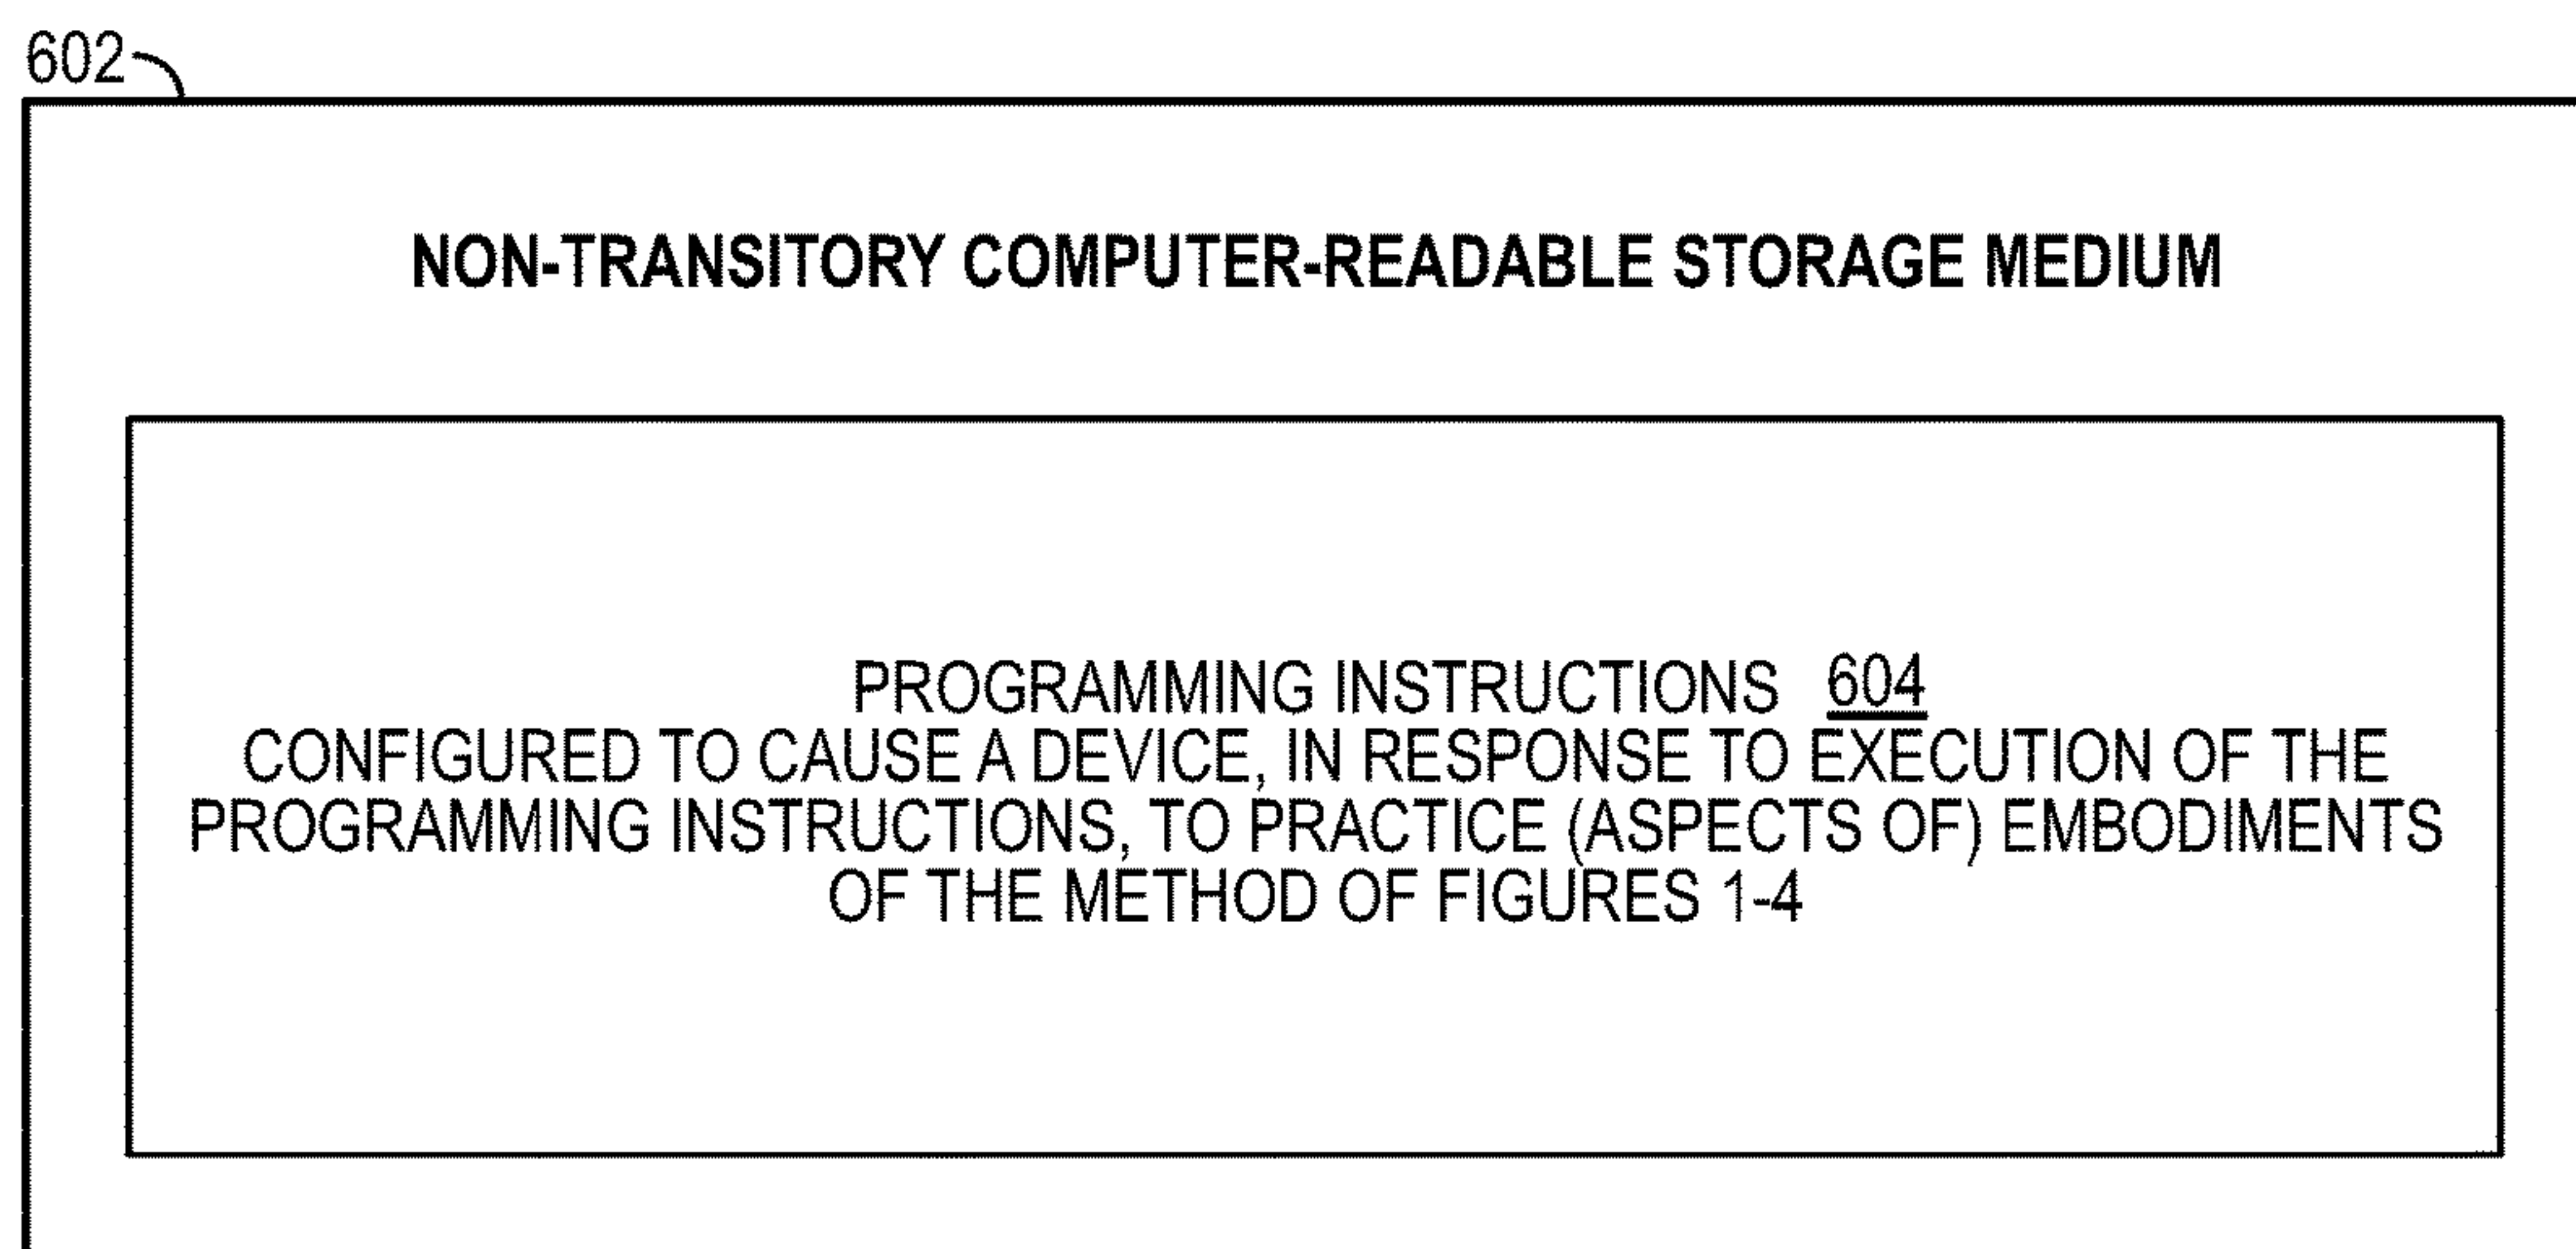 602
NON-TRANSITORY COMPUTER-READABLE STORAGE MEDIUM
PROGRAMMING INSTRUCTIONS 604
CONFIGURED TO CAUSE A DEVICE, IN RESPONSE TO EXECUTION OF THE
PROGRAMMING INSTRUCTIONS, TO PRACTICE (ASPECTS OF) EMBODIMENTS
OF THE METHOD OF FIGURES 1-4